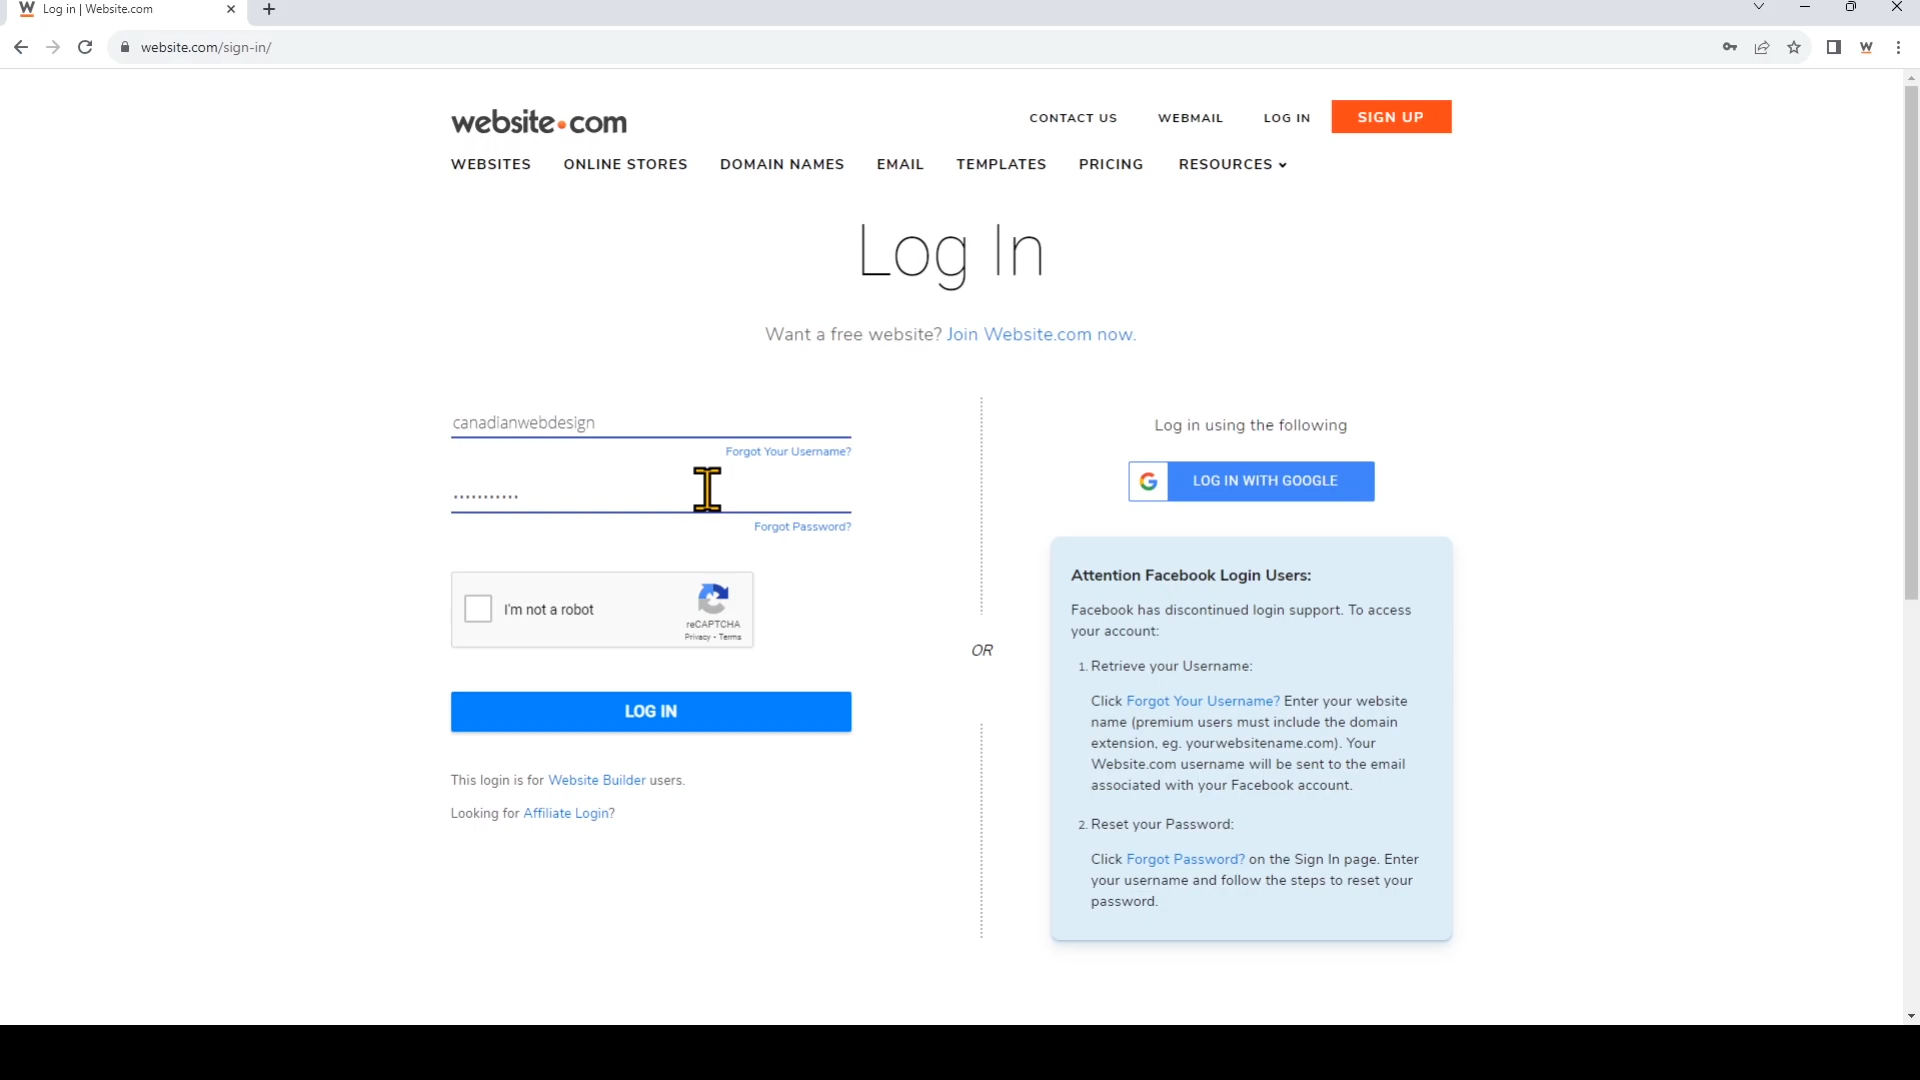 Log in | Website.com
website.com/sign-in/
website.com
CONTACT US
WEBMAIL
LOG IN
SIGN UP
WEBSITES
ONLINE STORES
DOMAIN NAMES
EMAIL
TEMPLATES
PRICING
RESOURCES
Log In
Want a free website? Join Website.com now.
canadianwebdesign
Forgot Your Username?
...........
Forgot Password?
I'm not a robot
reCAPTCHA
Privacy - Terms
LOG IN
This login is for Website Builder users.
Looking for Affiliate Login?
OR
Log in using the following
LOG IN WITH GOOGLE
Attention Facebook Login Users:
Facebook has discontinued login support. To access
your account:
1. Retrieve your Username:
Click Forgot Your Username? Enter your website
name (premium users must include the domain
extension, eg. yourwebsitename.com). Your
Website.com username will be sent to the email
associated with your Facebook account.
2. Reset your Password:
Click Forgot Password? on the Sign In page. Enter
your username and follow the steps to reset your
password.